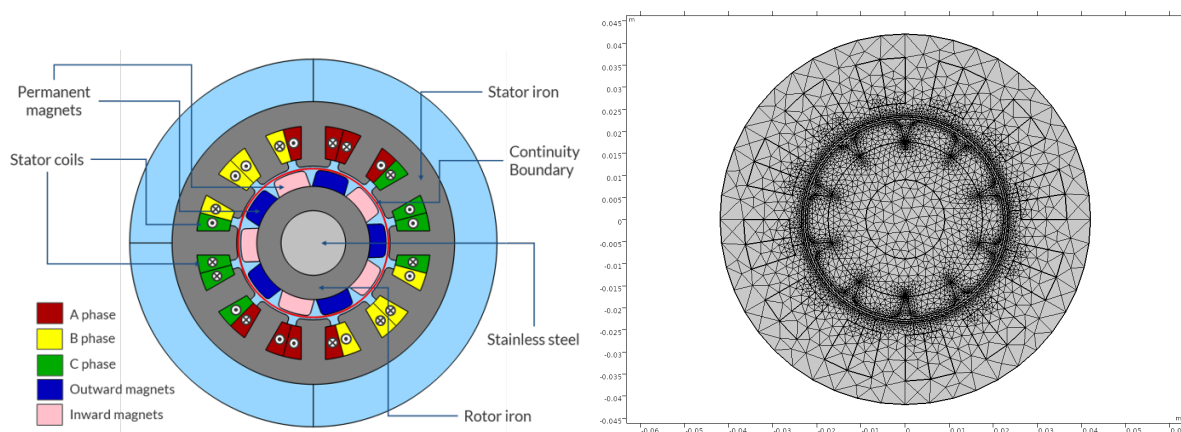 Permanent
magnets
Stator coils
Stator iron
Continuity
Boundary
Stainless steel
Rotor iron
A phase
B phase
C phase
Outward magnets
Inward magnets
m
0.045
0.04
0.035
0.03
0.025
0.02
0.015
0.01
0.005
0
-0.005
-0.01
-0.015
-0.02
-0.025
-0.03
-0.035
-0.04
-0.045
-0.06 -0.05 -0.04 -0.03 -0.02 -0.01 0 0.01 0.02 0.03 0.04 0.05 0.06
m